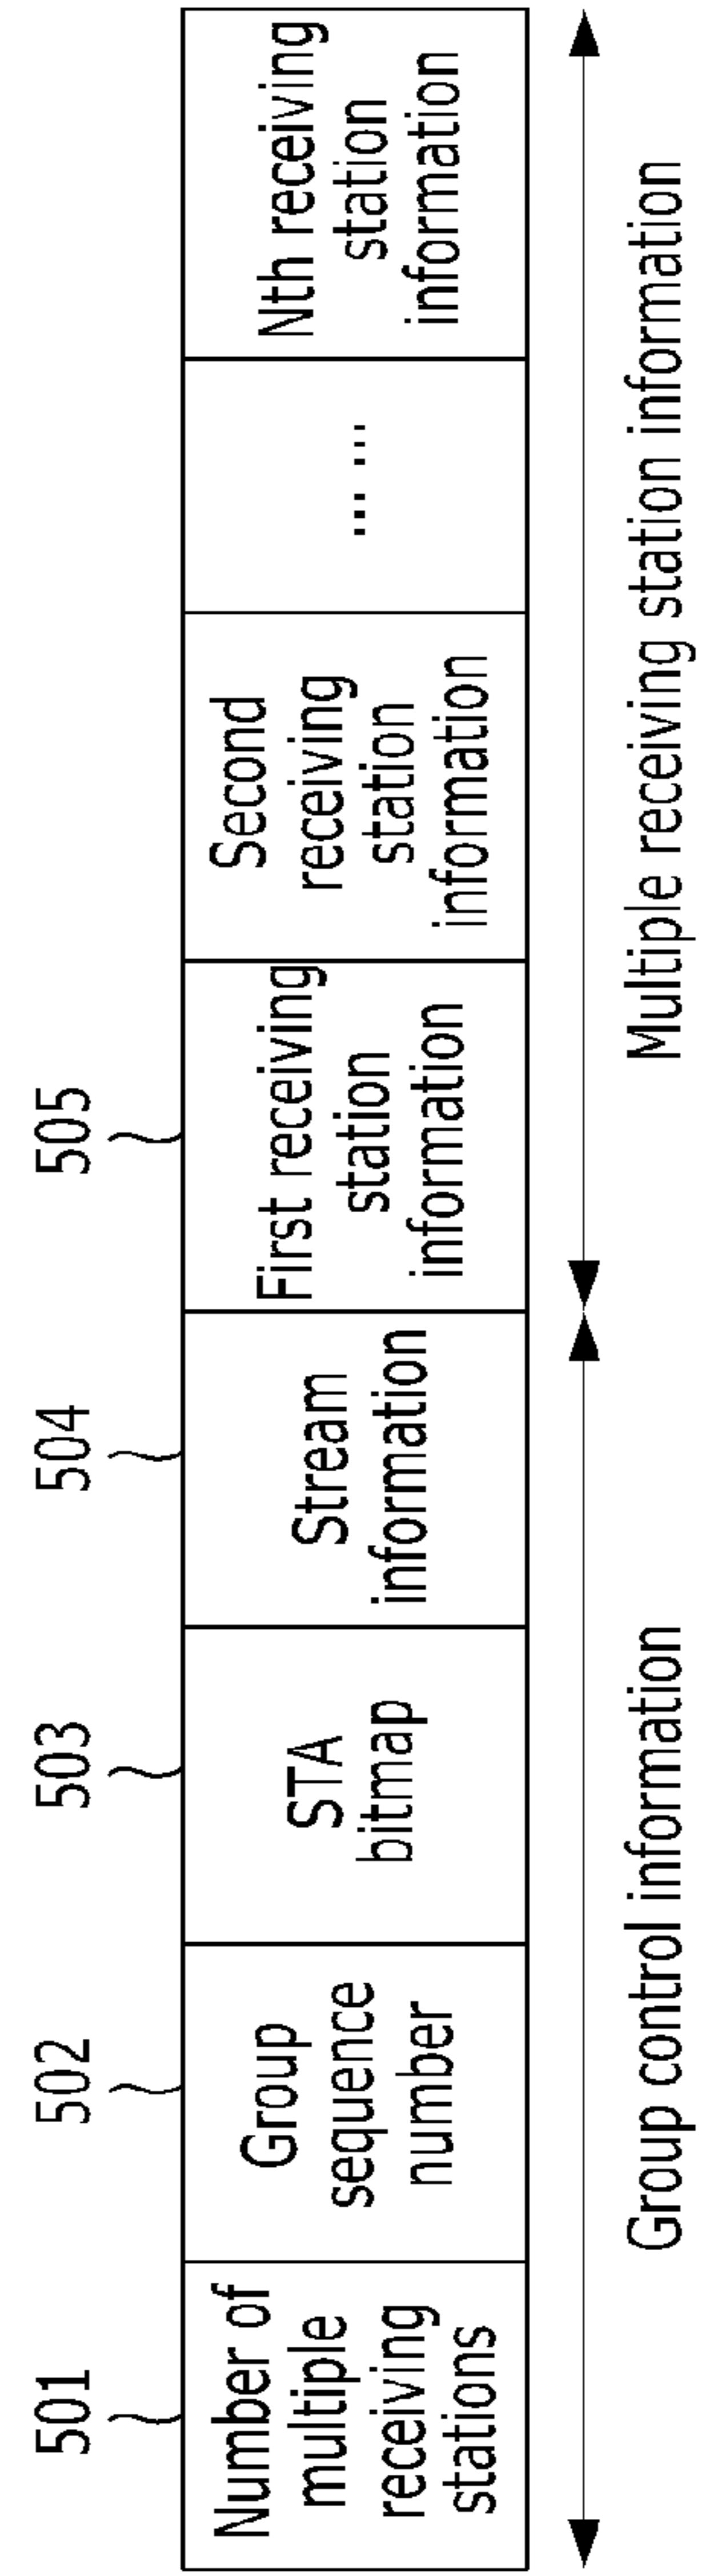 501
502
503
504
505
Number of
multiple
receiving
stations
Group
sequence
number
STA
bitmap
Stream
information
First receiving
station
information
Second
receiving
station
information
... ...
Nth receiving
station
information
Group control information
Multiple receiving station information